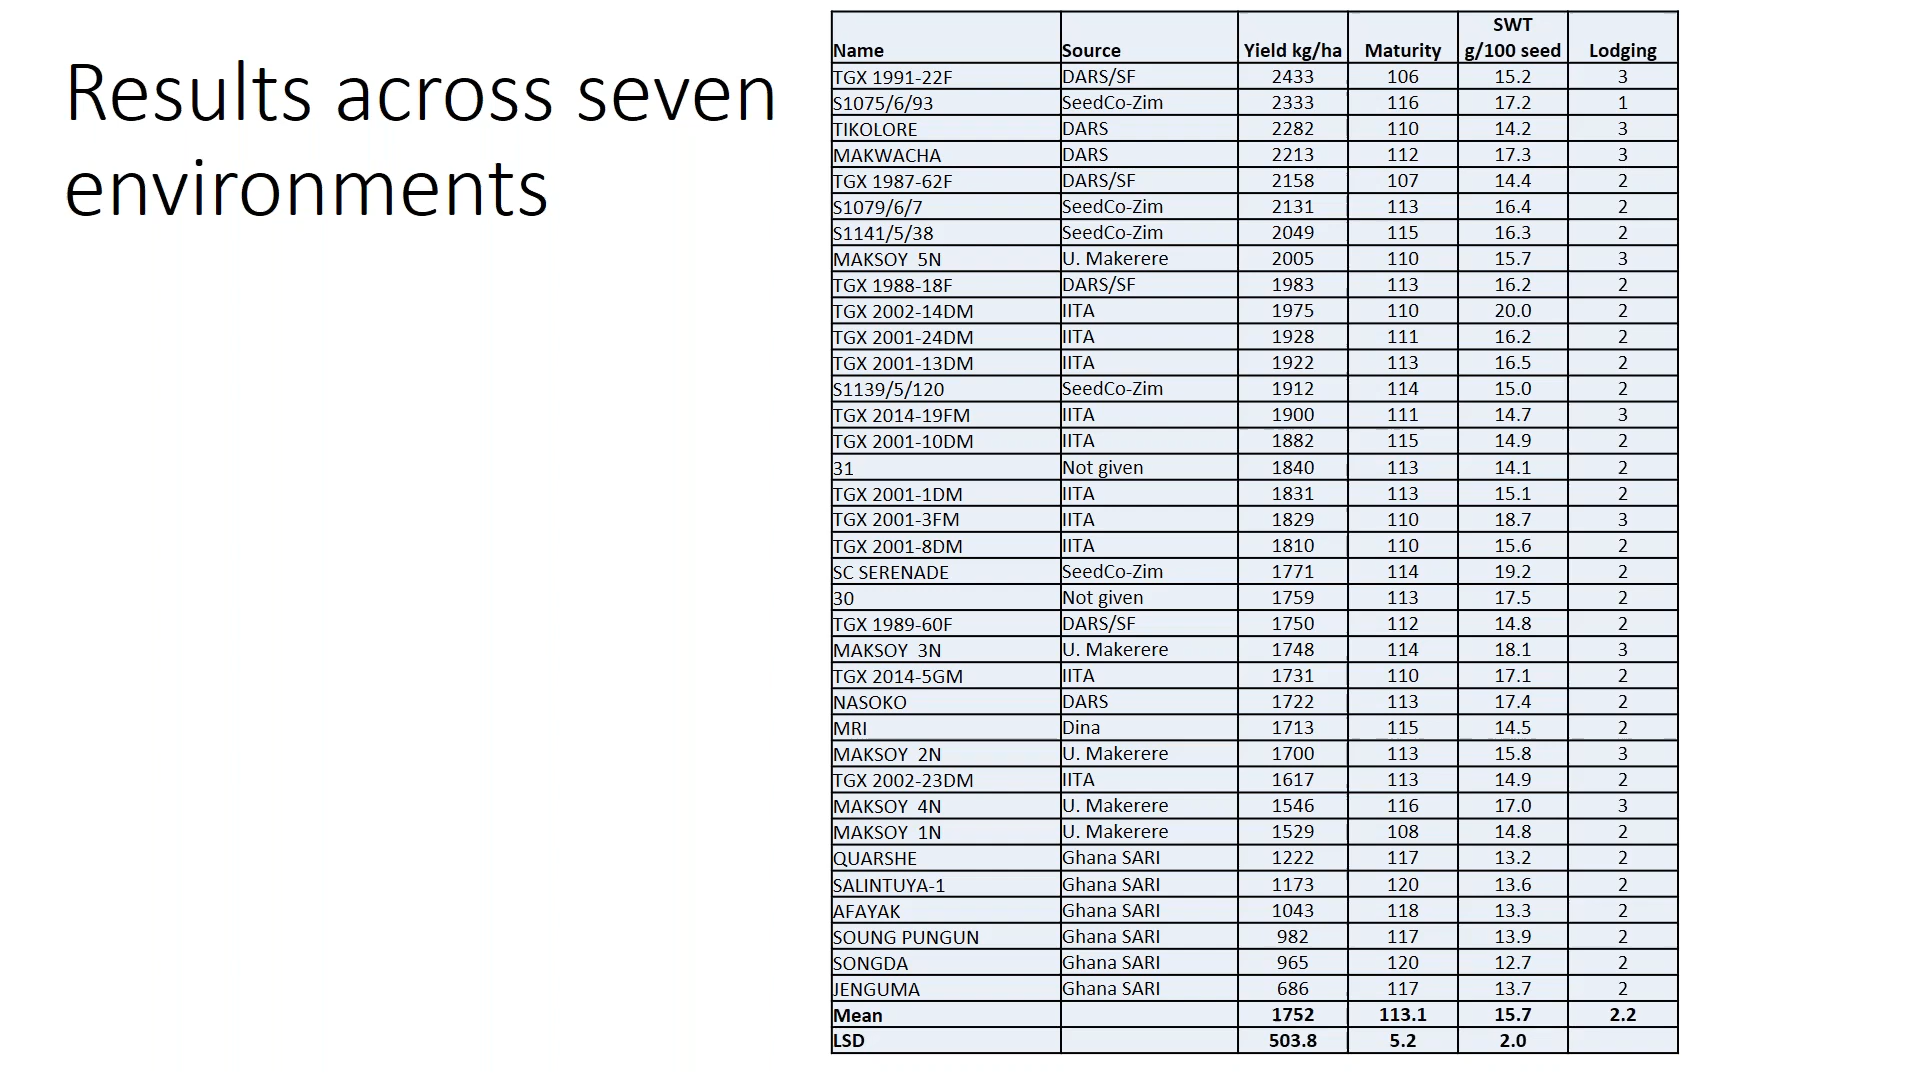 Results across seven
environments
SWT
Name Source Yield kg/ha Maturity g/100 seed Lodging
TGX 1991-22F DARS/SF 2433 106 15.2 3
S1075/6/93 SeedCo-Zim 2333 116 17.2 1
TIKOLORE DARS 2282 110 14.2 3
MAKWACHA DARS 2213 112 17.3 3
TGX 1987-62F DARS/SF 2158 107 14.4 2
S1079/6/7 SeedCo-Zim 2131 113 16.4 2
S1141/5/38 SeedCo-Zim 2049 115 16.3 2
MAKSOY 5N U. Makerere 2005 110 15.7 3
TGX 1988-18F DARS/SF 1983 113 16.2 2
TGX 2002-14DM IITA 1975 110 20.0 2
TGX 2001-24DM IITA 1928 111 16.2 2
TGX 2001-13DM IITA 1922 113 16.5 2
S1139/5/120 SeedCo-Zim 1912 114 15.0 2
TGX 2014-19FM IITA 1900 111 14.7 3
TGX 2001-10DM IITA 1882 115 14.9 2
31 Not given 1840 113 14.1 2
TGX 2001-1DM IITA 1831 113 15.1 2
TGX 2001-3FM IITA 1829 110 18.7 3
TGX 2001-8DM IITA 1810 110 15.6 2
SC SERENADE SeedCo-Zim 1771 114 19.2 2
30 Not given 1759 113 17.5 2
TGX 1989-60F DARS/SF 1750 112 14.8 2
MAKSOY 3N U. Makerere 1748 114 18.1 3
TGX 2014-5GM IITA 1731 110 17.1 2
NASOKO DARS 1722 113 17.4 2
MRI Dina 1713 115 14.5 2
MAKSOY 2N U. Makerere 1700 113 15.8 3
TGX 2002-23DM IITA 1617 113 14.9 2
MAKSOY 4N U. Makerere 1546 116 17.0 3
MAKSOY 1N U. Makerere 1529 108 14.8 2
QUARSHE Ghana SARI 1222 117 13.2 2
SALINTUYA-1 Ghana SARI 1173 120 13.6 2
AFAYAK Ghana SARI 1043 118 13.3 2
SOUNG PUNGUN Ghana SARI 982 117 13.9 2
SONGDA Ghana SARI 965 120 12.7 2
JENGUMA Ghana SARI 686 117 13.7 2
Mean 1752 113.1 15.7 2.2
LSD 503.8 5.2 2.0